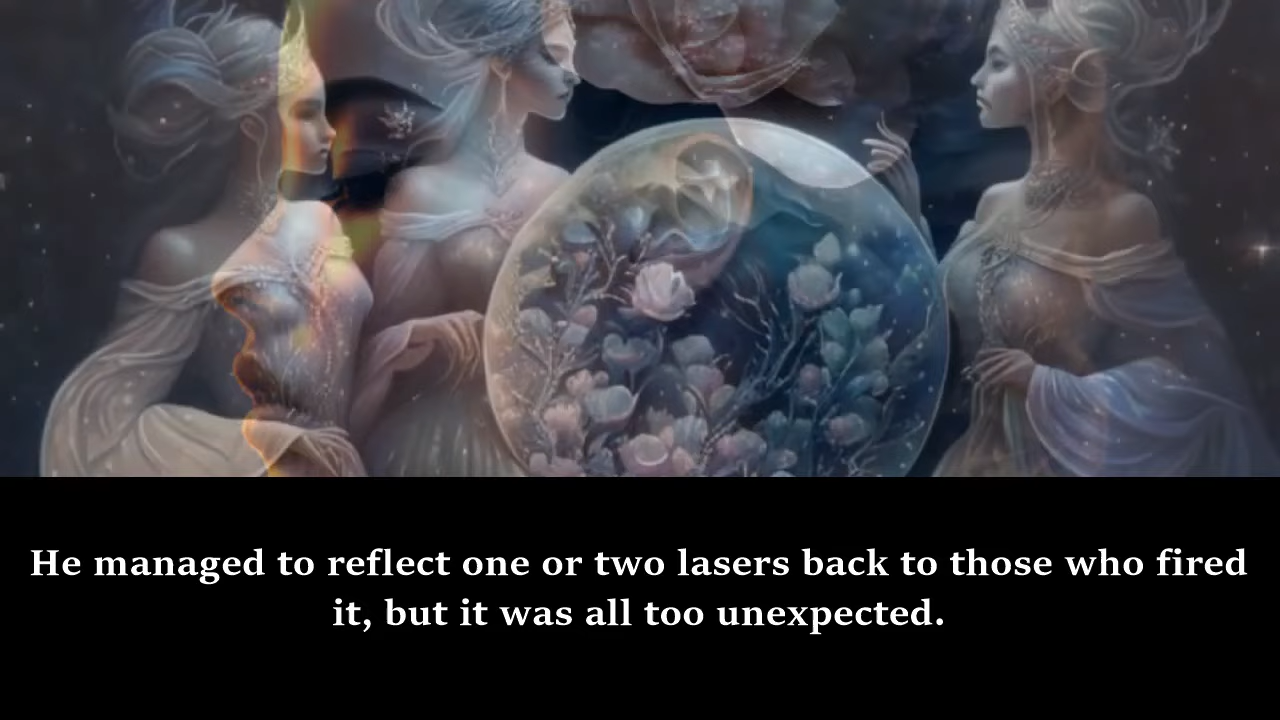 He managed to reflect one or two lasers back to those who fired
it, but it was all too unexpected.